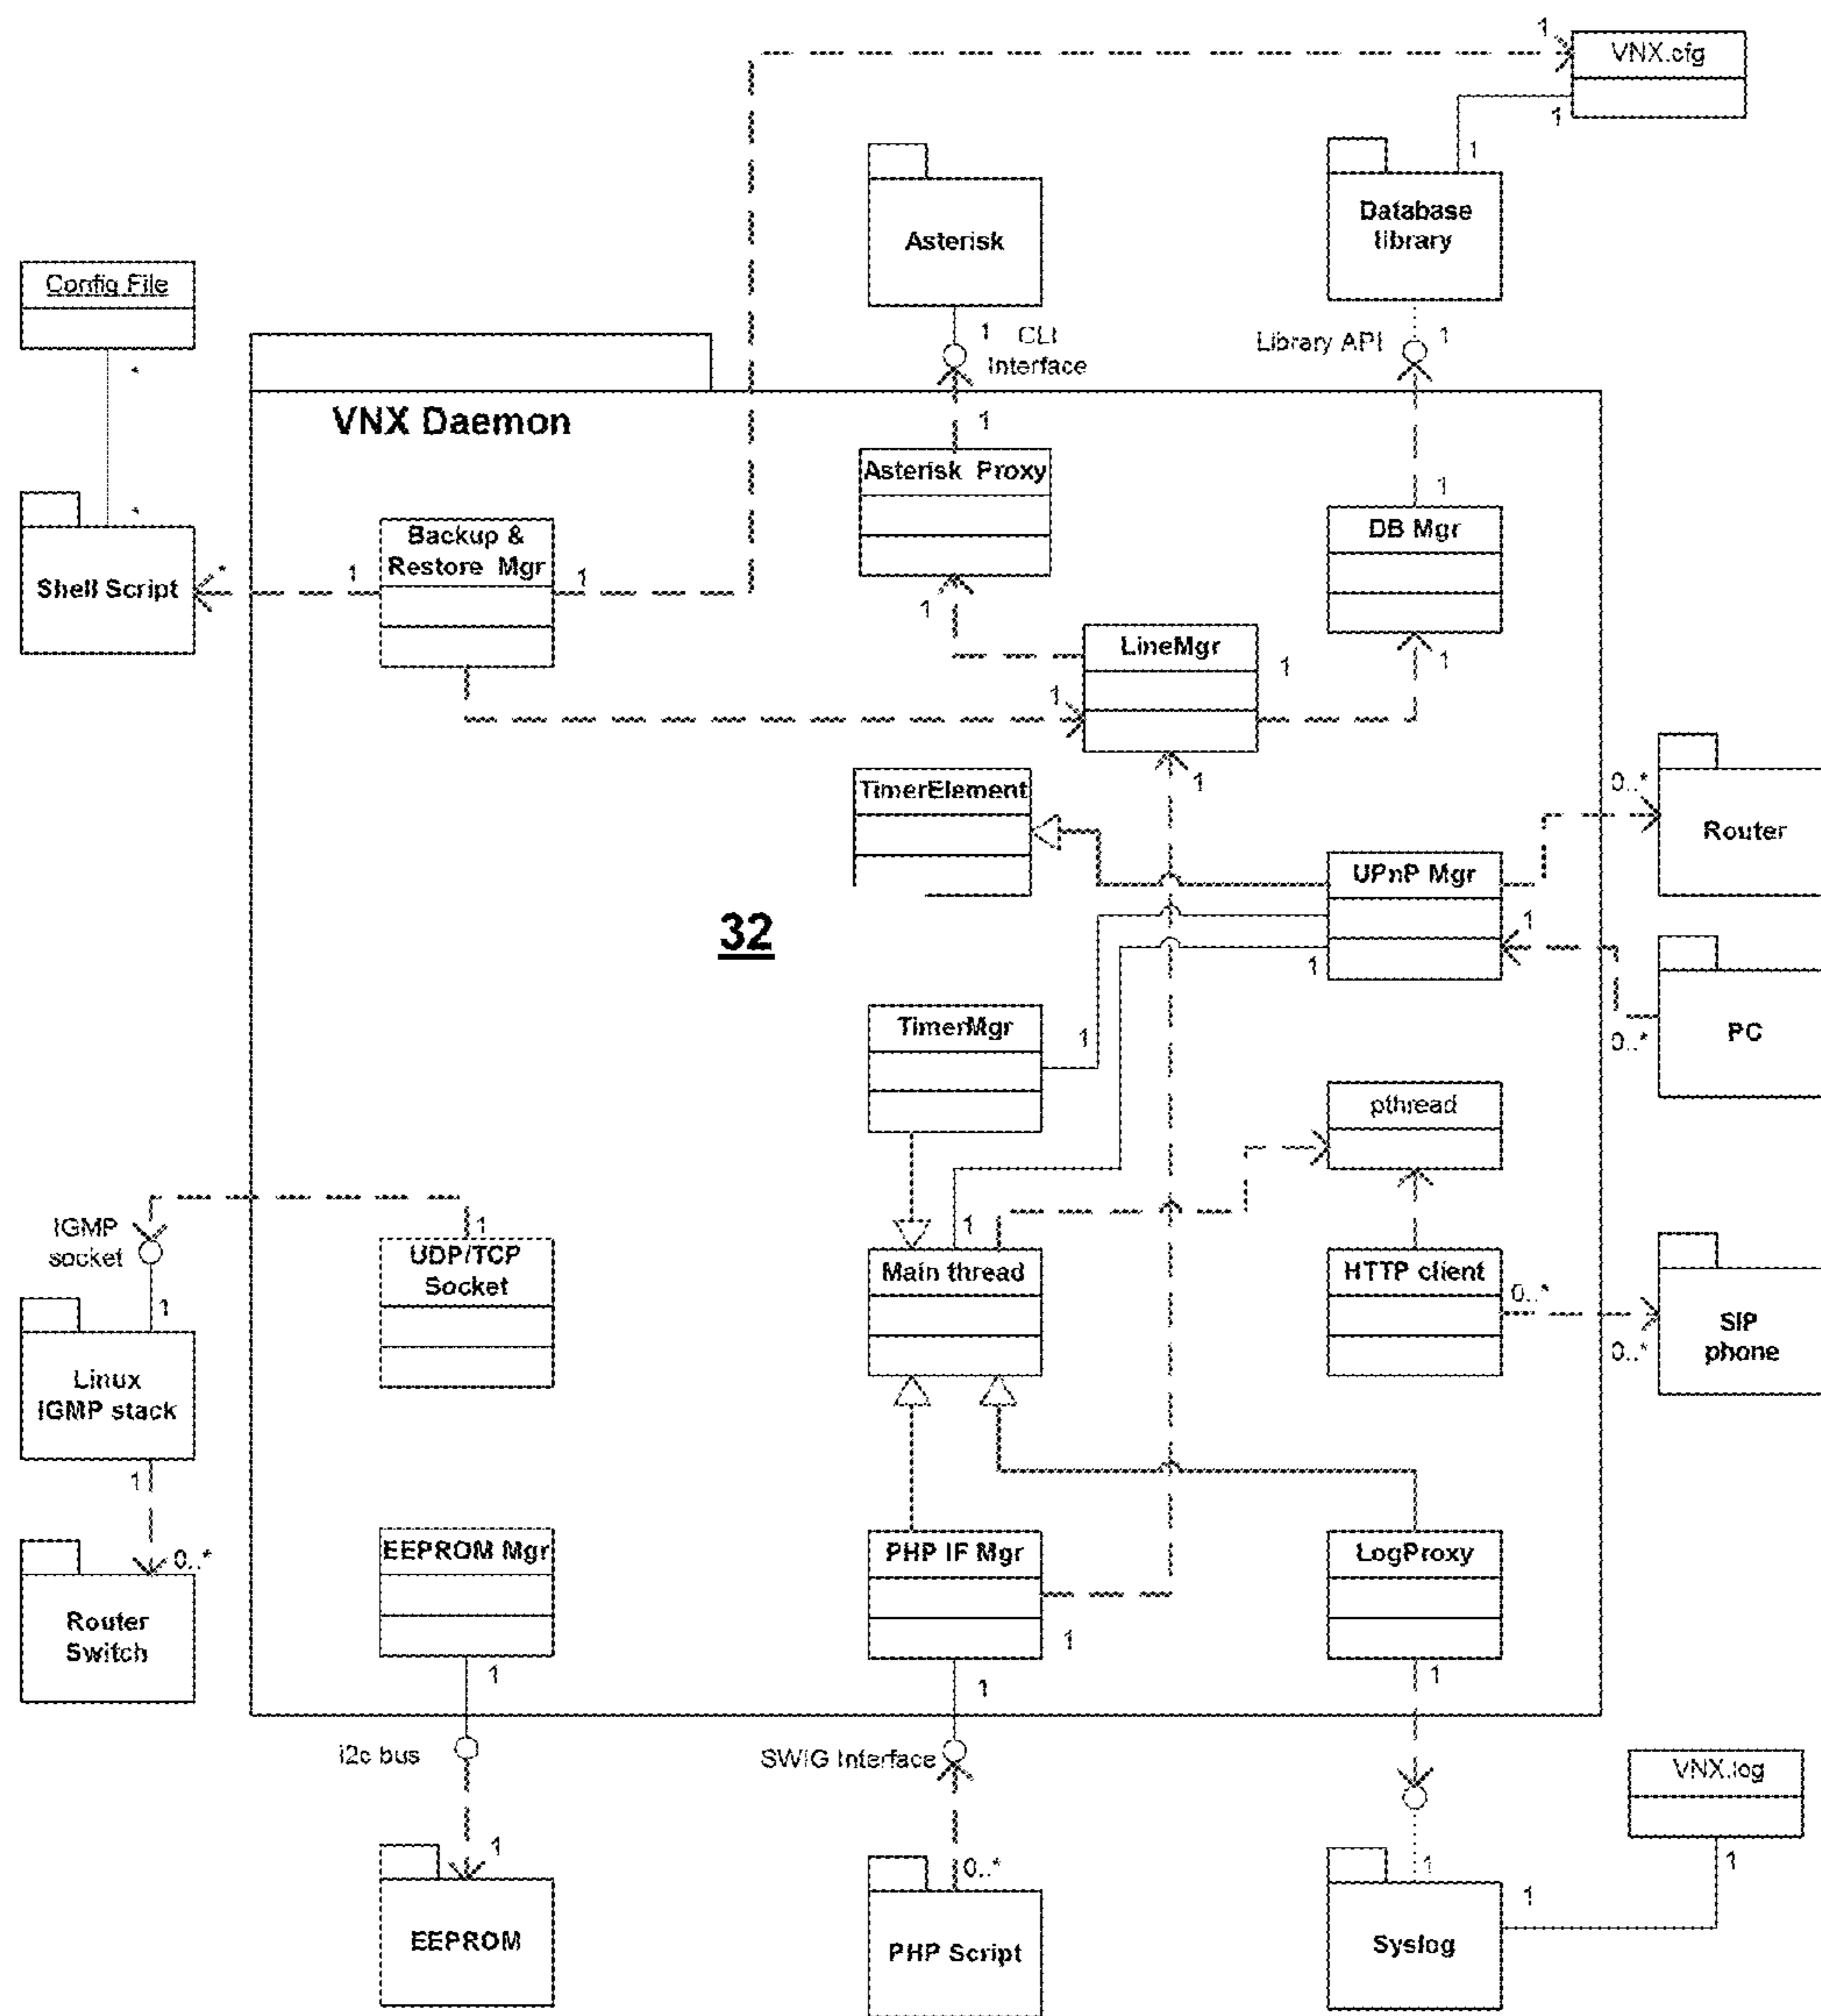 1
VNX.cfg
1
1
Asterisk
Database
library
Config File
*
1
CLI
Interface
Library API
1
VNX Daemon
1
Asterisk Proxy
1
DB Mgr
*
Shell Script
*
1
Backup &
Restore Mgr
1
1
LineMgr
1
1
1
1
TimerElement
0..*
Router
UPnP Mgr
1
32
1
TimerMgr
1
0..*
PC
pthread
IGMP
socket
1
UDP/TCP
Socket
1
Main thread
HTTP client
0..*
0..*
SIP
phone
1
Linux
IGMP stack
1
0..*
Router
Switch
EEPROM Mgr
PHP IF Mgr
LogProxy
1
1
1
1
i2c bus
SWIG Interface
VNX.log
1
EEPROM
0..*
PHP Script
1
Syslog
1
1